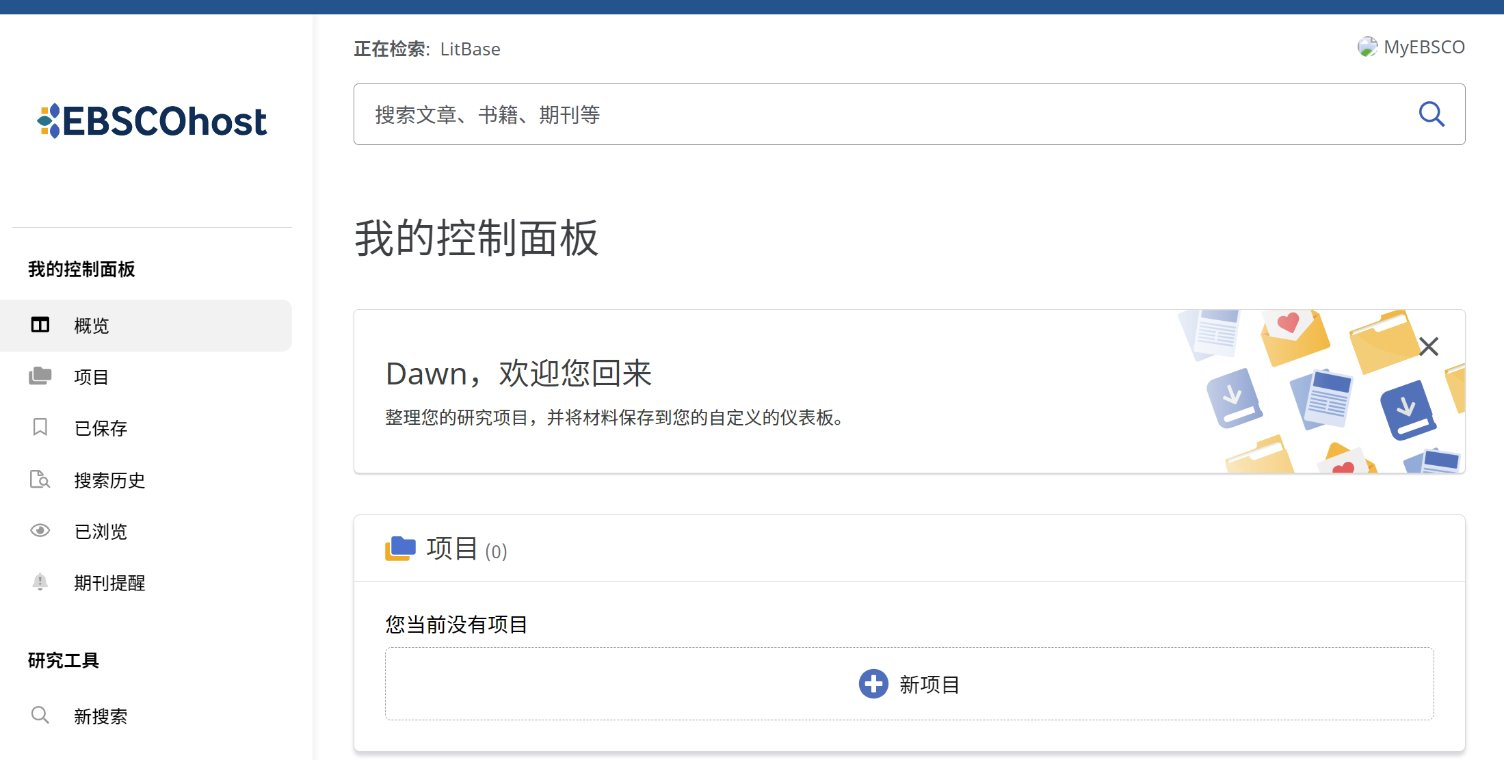 正在检索: LitBase
MyEBSCO
EBSCOhost
搜索文章、书籍、期刊等
我的控制面板
我的控制面板
概览
项目
已保存
搜索历史
已浏览
期刊提醒
研究工具
新搜索
Dawn，欢迎您回来
整理您的研究项目，并将材料保存到您的自定义的仪表板。
项目 (0)
您当前没有项目
新项目